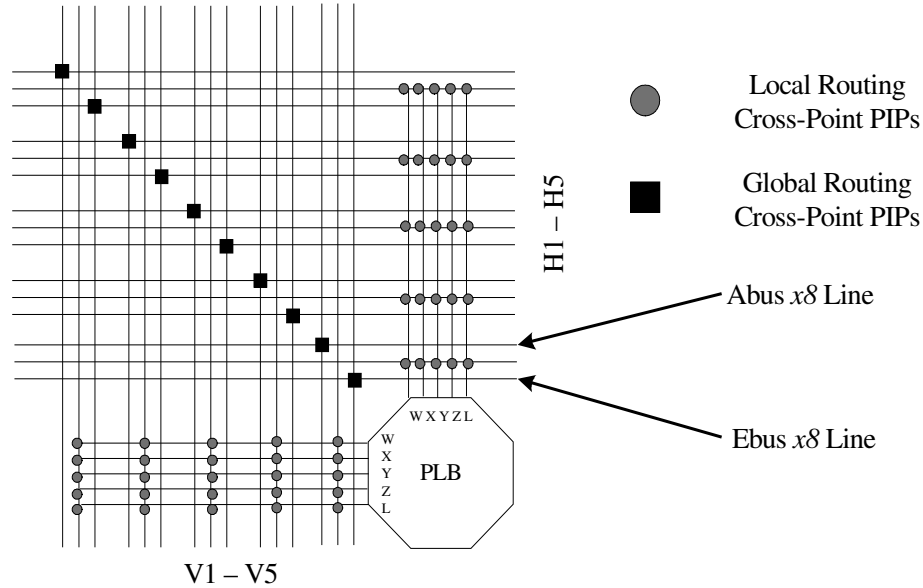 Local Routing
Cross-Point PIPs
Global Routing
Cross-Point PIPs
H1 – H5
Abus x8 Line
Ebus x8 Line
W X Y Z L
W
X
Y
Z
L
PLB
V1 – V5